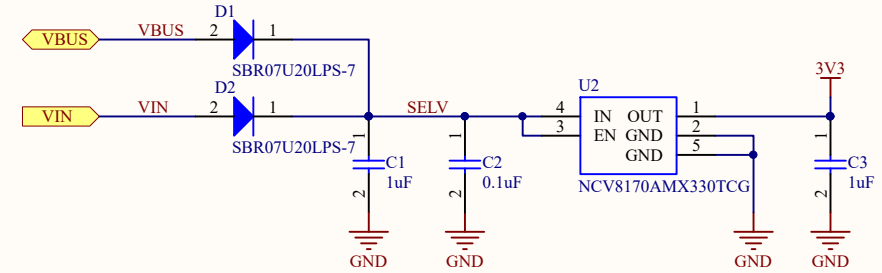 D1
VBUS
VBUS
2
1
SBR07U20LPS-7
D2
VIN
VIN
2
1
SBR07U20LPS-7
SELV
U2
4
IN
OUT
1
3
EN
GND
2
GND
5
NCV8170AMX330TCG
3V3
1
C1
1uF
2
1
C2
0.1uF
2
1
C3
1uF
2
GND
GND
GND
GND